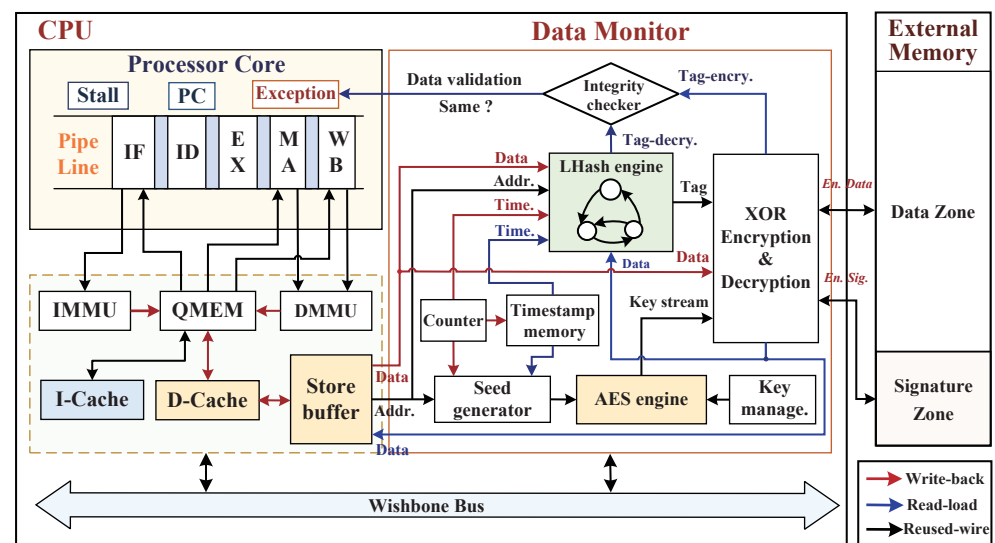 CPU
Data Monitor
External
Memory
Processor Core
Stall
PC
Exception
Data validation
Same ?
Integrity
checker
Tag-encry.
Tag-decry.
Pipe
Line
IF
ID
E
X
M
A
W
B
Data
Addr.
Time.
Time.
LHash engine
Tag
Data
Data
XOR
Encryption
&
Decryption
En. Data
En. Sig.
Data Zone
IMMU
QMEM
DMMU
Counter
Timestamp
memory
Key stream
I-Cache
D-Cache
Store
buffer
Data
Addr.
Data
Seed
generator
AES engine
Key
manage.
Signature
Zone
Wishbone Bus
Write-back
Read-load
Reused-wire